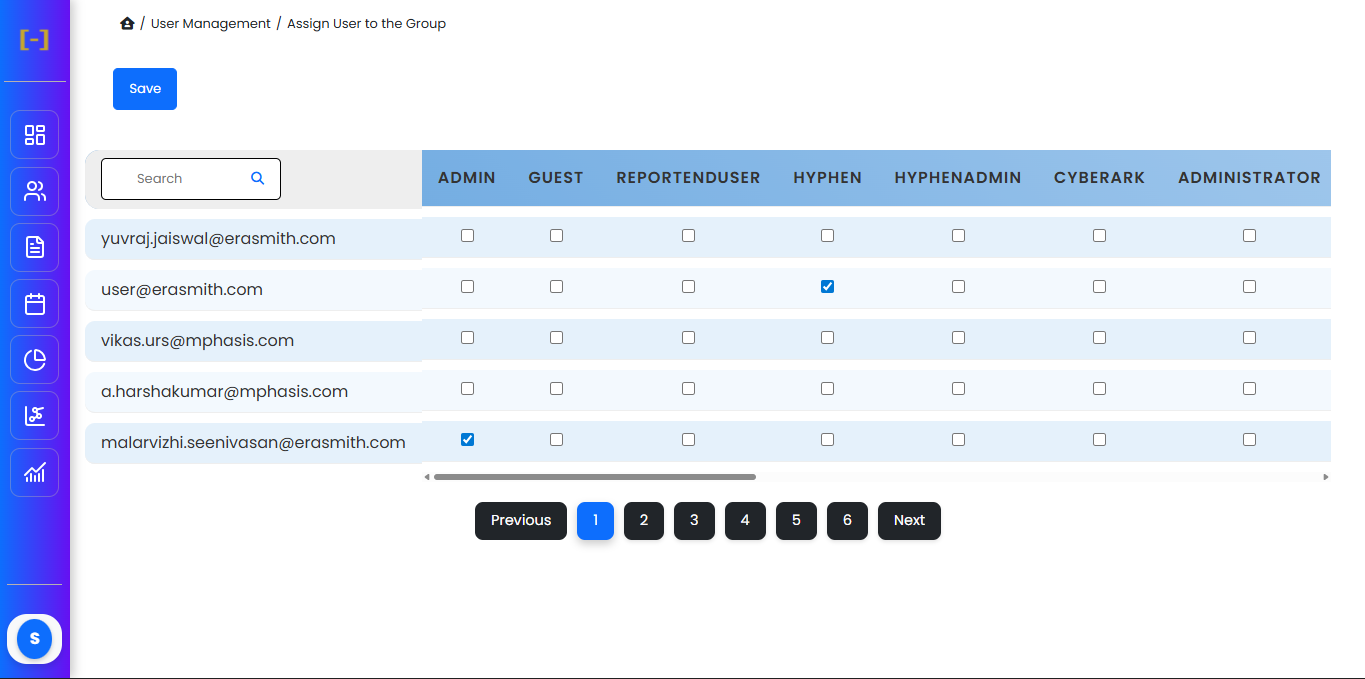 [-]
/ User Management / Assign User to the Group
Save
Search
ADMIN GUEST REPORTENDUSER HYPHEN HYPHENADMIN CYBERARK ADMINISTRATOR
yuvraj.jaiswal@erasmith.com
user@erasmith.com
vikas.urs@mphasis.com
a.harshakumar@mphasis.com
malarvizhi.seenivasan@erasmith.com
Previous 1 2 3 4 5 6 Next
S